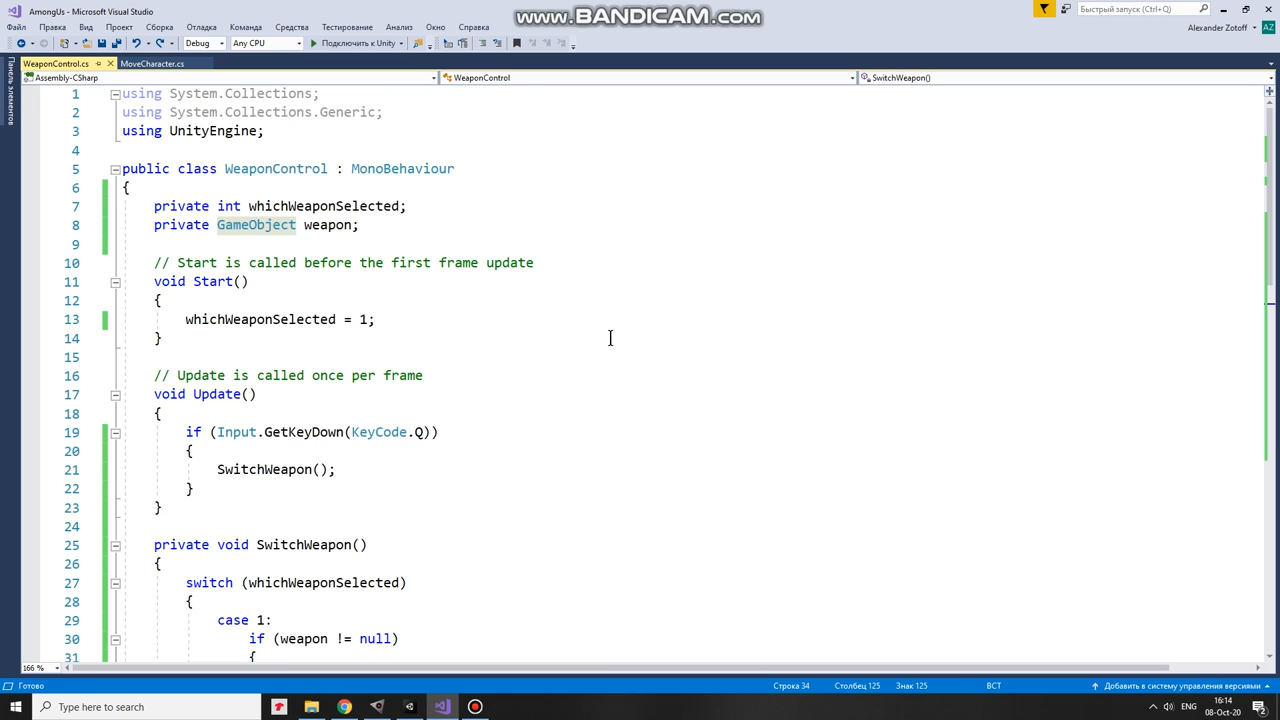 AmongUs - Microsoft Visual Studio
www.BANDICAM.com
Быстрый запуск (Ctrl+Q)
Файл Правка Вид Проект Сборка Отладка Команда Средства Тестирование Анализ Окно Справка
Alexander Zotoff AZ
Debug Any CPU Подключить к Unity
WeaponControl.cs MoveCharacter.cs
Assembly-CSharp WeaponControl SwitchWeapon()
Панель элементов
1 using System.Collections;
2 using System.Collections.Generic;
3 using UnityEngine;
4
5 public class WeaponControl : MonoBehaviour
6 {
7 private int whichWeaponSelected;
8 private GameObject weapon;
9
10 // Start is called before the first frame update
11 void Start()
12 {
13 whichWeaponSelected = 1;
14 }
15
16 // Update is called once per frame
17 void Update()
18 {
19 if (Input.GetKeyDown(KeyCode.Q))
20 {
21 SwitchWeapon();
22 }
23 }
24
25 private void SwitchWeapon()
26 {
27 switch (whichWeaponSelected)
28 {
29 case 1:
30 if (weapon != null)
31 {
166 %
Готово Строка 34 Столбец 125 Знак 125 ВСТ Добавить в систему управления версиями
Type here to search
16:14
08-Oct-20
2